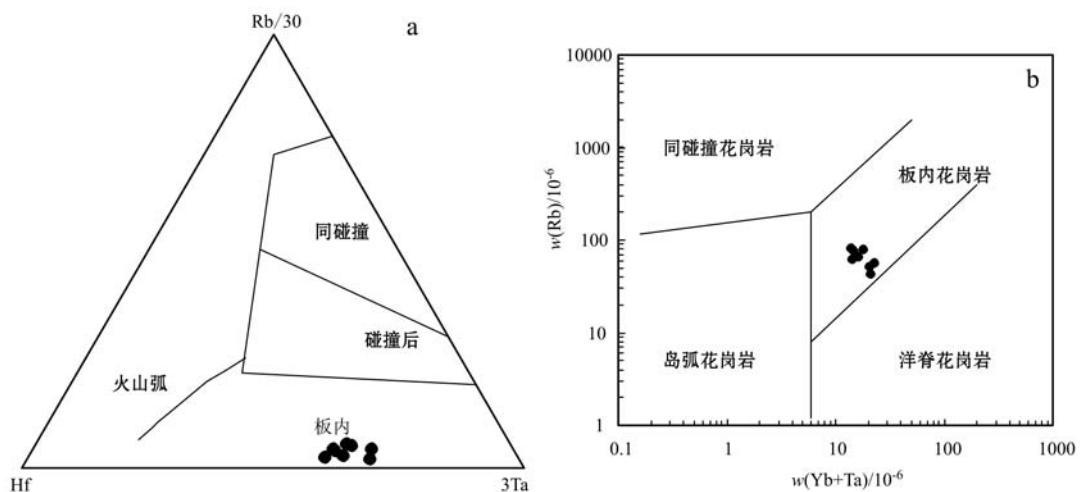 Rb/30
a
同碰撞
碰撞后
火山弧
板内
Hf
3Ta
b
10000
1000
100
10
1
w(Rb)/10⁻⁶
同碰撞花岗岩
板内花岗岩
岛弧花岗岩
洋脊花岗岩
0.1
1
10
100
1000
w(Yb+Ta)/10⁻⁶